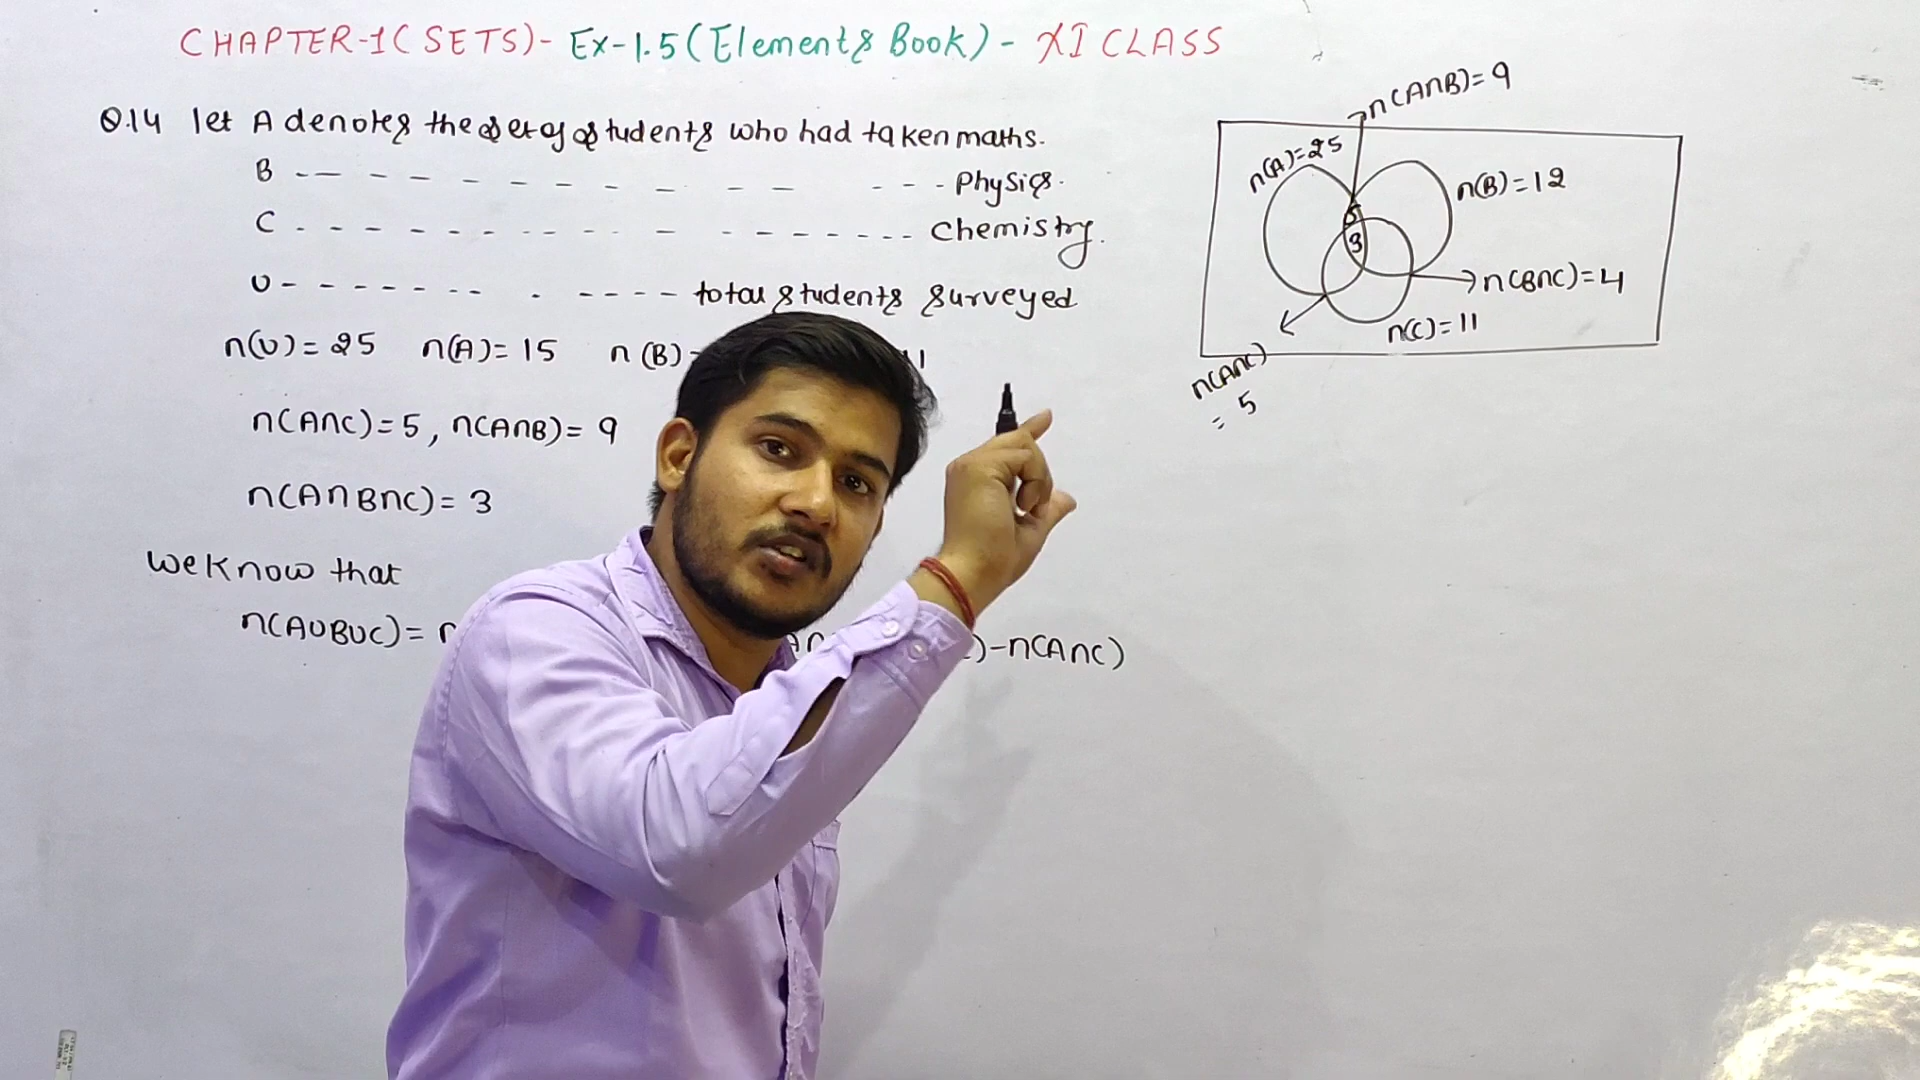 CHAPTER-1(SETS)- Ex-1.5(Elements Book)- XI CLASS
Q.14 let A denotes the set of students who had taken maths.
B - - - - - - - - - - - - - - - Physics.
C - - - - - - - - - - - - - - - Chemistry.
U - - - - - - - - - - - - - total students surveyed
n(U)=25 n(A)=15 n(B)- 11
n(A∩C)=5, n(A∩B)=9
n(A∩B∩C)=3
we know that
n(A∪B∪C)= )-n(A∩C)
n(A∩B)=9
n(A)=25
n(B)=12
5
3
n(B∩C)=4
n(C)=11
n(A∩C)
=5